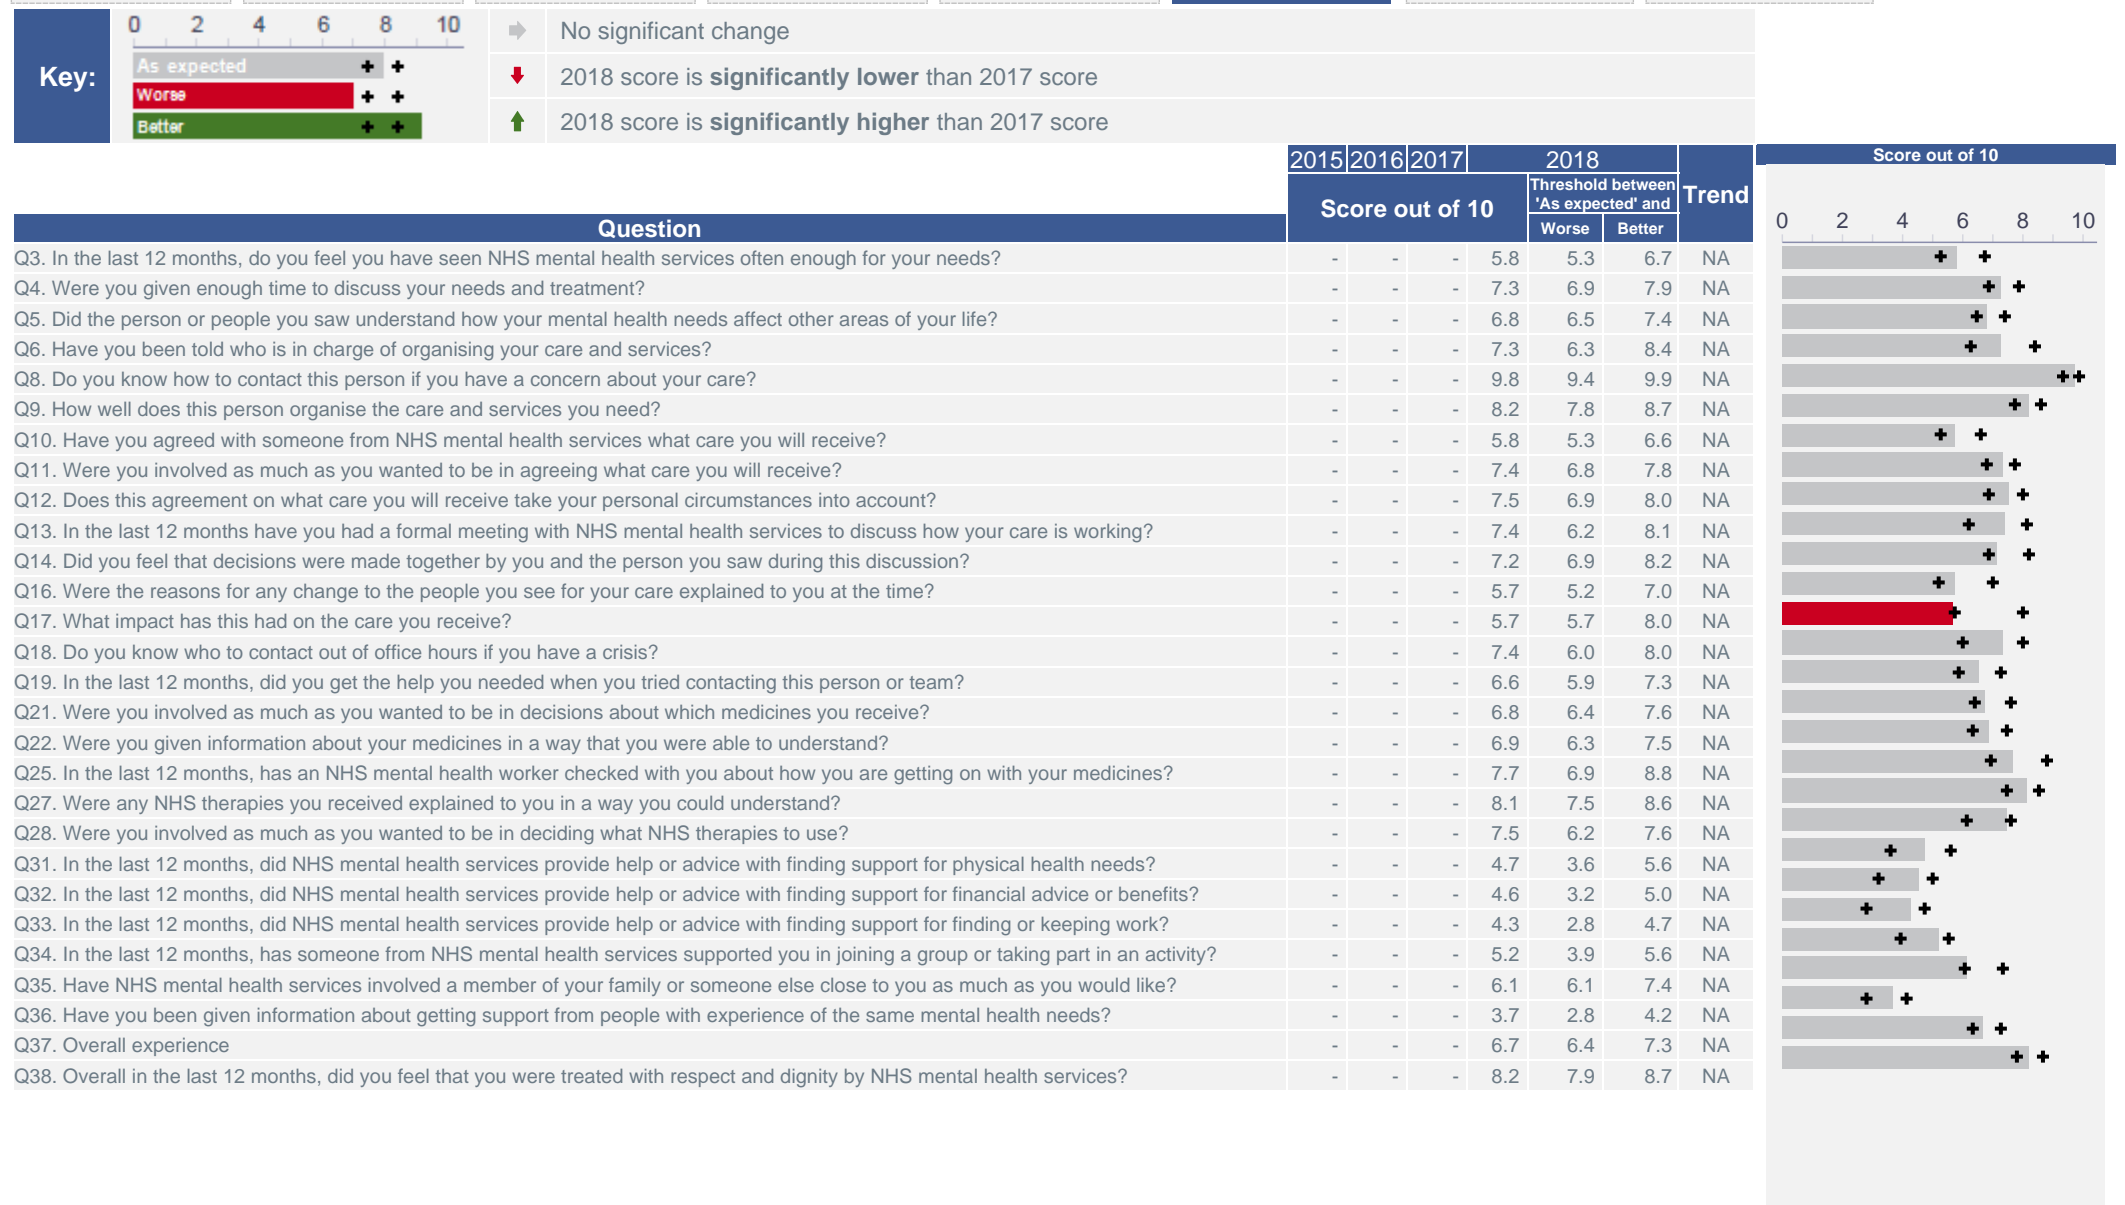 Key:
0 2 4 6 8 10
As expected
Worse
Better
No significant change
2018 score is significantly lower than 2017 score
2018 score is significantly higher than 2017 score
2015 2016 2017 2018 Trend Score out of 10
Score out of 10 Threshold between 'As expected' and
Question Worse Better
0 2 4 6 8 10
Q3. In the last 12 months, do you feel you have seen NHS mental health services often enough for your needs? - - - 5.8 5.3 6.7 NA
Q4. Were you given enough time to discuss your needs and treatment? - - - 7.3 6.9 7.9 NA
Q5. Did the person or people you saw understand how your mental health needs affect other areas of your life? - - - 6.8 6.5 7.4 NA
Q6. Have you been told who is in charge of organising your care and services? - - - 7.3 6.3 8.4 NA
Q8. Do you know how to contact this person if you have a concern about your care? - - - 9.8 9.4 9.9 NA
Q9. How well does this person organise the care and services you need? - - - 8.2 7.8 8.7 NA
Q10. Have you agreed with someone from NHS mental health services what care you will receive? - - - 5.8 5.3 6.6 NA
Q11. Were you involved as much as you wanted to be in agreeing what care you will receive? - - - 7.4 6.8 7.8 NA
Q12. Does this agreement on what care you will receive take your personal circumstances into account? - - - 7.5 6.9 8.0 NA
Q13. In the last 12 months have you had a formal meeting with NHS mental health services to discuss how your care is working? - - - 7.4 6.2 8.1 NA
Q14. Did you feel that decisions were made together by you and the person you saw during this discussion? - - - 7.2 6.9 8.2 NA
Q16. Were the reasons for any change to the people you see for your care explained to you at the time? - - - 5.7 5.2 7.0 NA
Q17. What impact has this had on the care you receive? - - - 5.7 5.7 8.0 NA
Q18. Do you know who to contact out of office hours if you have a crisis? - - - 7.4 6.0 8.0 NA
Q19. In the last 12 months, did you get the help you needed when you tried contacting this person or team? - - - 6.6 5.9 7.3 NA
Q21. Were you involved as much as you wanted to be in decisions about which medicines you receive? - - - 6.8 6.4 7.6 NA
Q22. Were you given information about your medicines in a way that you were able to understand? - - - 6.9 6.3 7.5 NA
Q25. In the last 12 months, has an NHS mental health worker checked with you about how you are getting on with your medicines? - - - 7.7 6.9 8.8 NA
Q27. Were any NHS therapies you received explained to you in a way you could understand? - - - 8.1 7.5 8.6 NA
Q28. Were you involved as much as you wanted to be in deciding what NHS therapies to use? - - - 7.5 6.2 7.6 NA
Q31. In the last 12 months, did NHS mental health services provide help or advice with finding support for physical health needs? - - - 4.7 3.6 5.6 NA
Q32. In the last 12 months, did NHS mental health services provide help or advice with finding support for financial advice or benefits? - - - 4.6 3.2 5.0 NA
Q33. In the last 12 months, did NHS mental health services provide help or advice with finding support for finding or keeping work? - - - 4.3 2.8 4.7 NA
Q34. In the last 12 months, has someone from NHS mental health services supported you in joining a group or taking part in an activity? - - - 5.2 3.9 5.6 NA
Q35. Have NHS mental health services involved a member of your family or someone else close to you as much as you would like? - - - 6.1 6.1 7.4 NA
Q36. Have you been given information about getting support from people with experience of the same mental health needs? - - - 3.7 2.8 4.2 NA
Q37. Overall experience - - - 6.7 6.4 7.3 NA
Q38. Overall in the last 12 months, did you feel that you were treated with respect and dignity by NHS mental health services? - - - 8.2 7.9 8.7 NA